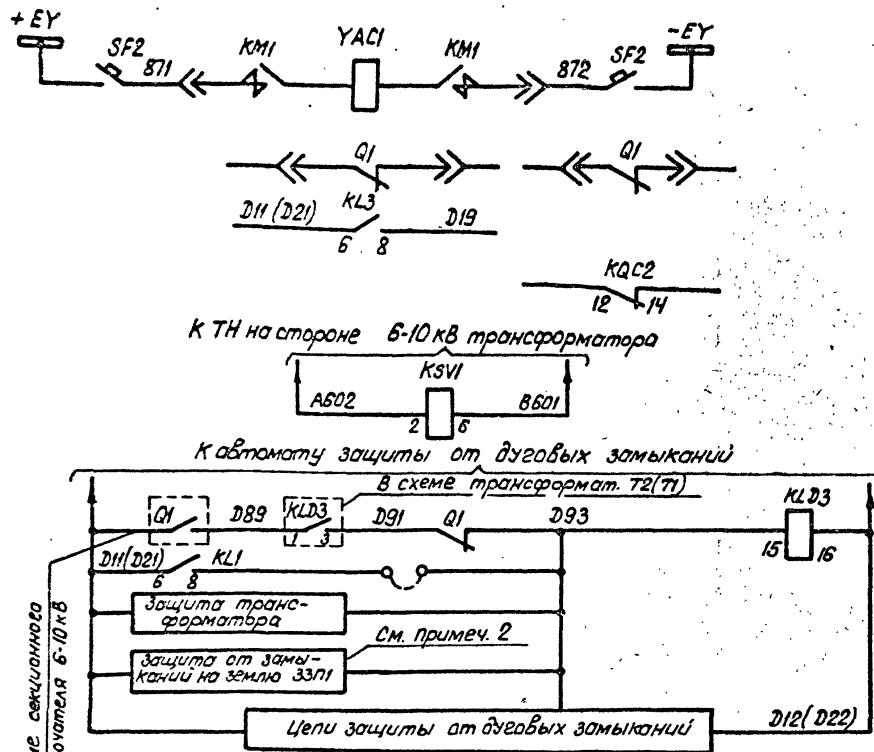 +EY
SF2
871
KM1
YAC1
KM1
872
SF2
-EY
Q1
Q1
KL3
D11 (D21)
6 8
D19
KQC2
12 14
К ТН на стороне 6-10 кВ трансформатора
KSV1
A602
2 6
B601
К автомату защиты от дуговых замыканий
В схеме трансформат. Т2(Т1)
Q1
D89
KLD3
1 3
D91
Q1
D93
KLD3
15 16
D11(D21)
KL1
6 8
Защита транс-
форматора
См. примеч. 2
Защита от замы-
каний на землю ЗЗП1
Цепи защиты от дуговых замыканий
D12(D22)
секционного
6-10 кВ